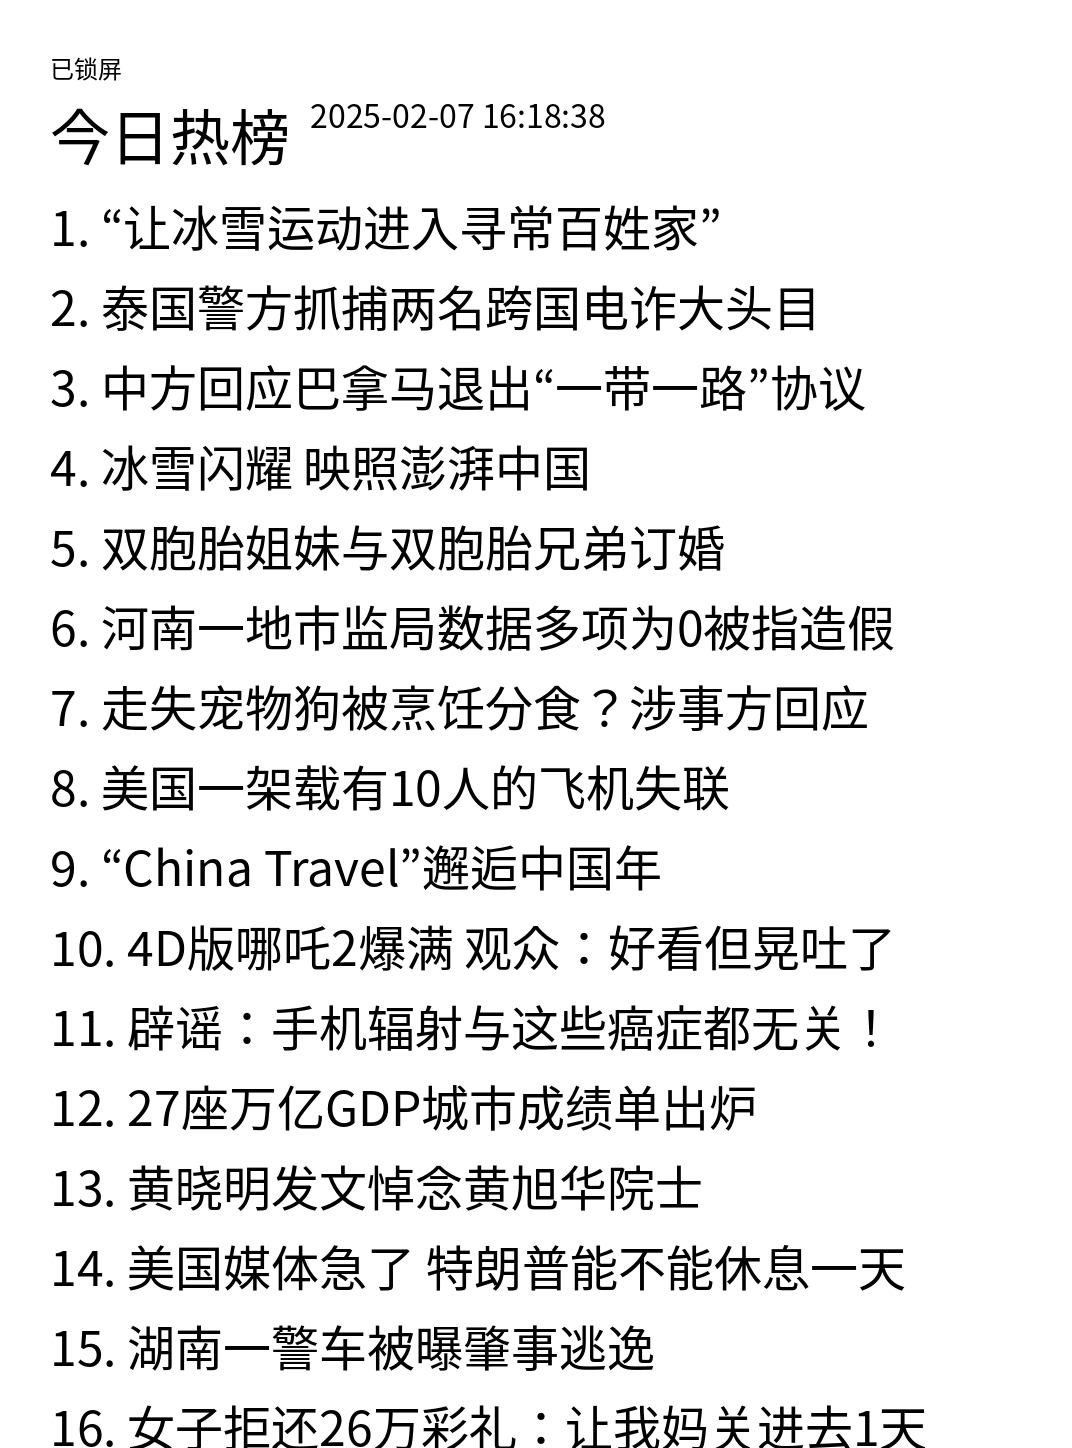 已锁屏
今日热榜 2025-02-07 16:18:38
1. “让冰雪运动进入寻常百姓家”
2. 泰国警方抓捕两名跨国电诈大头目
3. 中方回应巴拿马退出“一带一路”协议
4. 冰雪闪耀 映照澎湃中国
5. 双胞胎姐妹与双胞胎兄弟订婚
6. 河南一地市监局数据多项为0被指造假
7. 走失宠物狗被烹饪分食？涉事方回应
8. 美国一架载有10人的飞机失联
9. “China Travel”邂逅中国年
10. 4D版哪吒2爆满 观众：好看但晃吐了
11. 辟谣：手机辐射与这些癌症都无关！
12. 27座万亿GDP城市成绩单出炉
13. 黄晓明发文悼念黄旭华院士
14. 美国媒体急了 特朗普能不能休息一天
15. 湖南一警车被曝肇事逃逸
16. 女子拒还26万彩礼：让我妈关进去1天